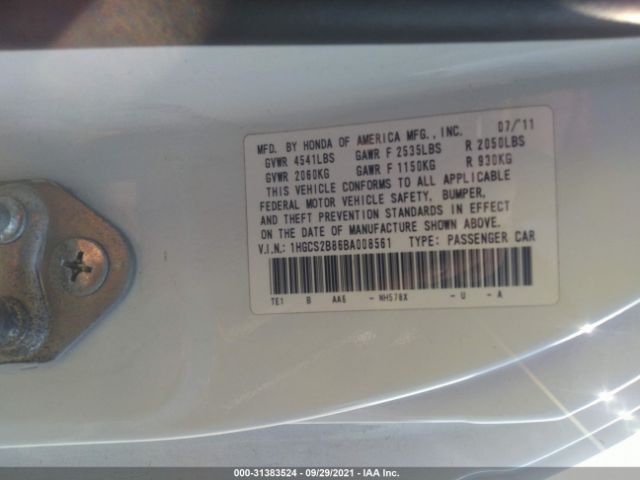 MFD. BY HONDA OF AMERICA MFG., INC. 07/'11
GVWR 4541LBS GAWR F 2535LBS R 2050LBS
GVWR 2060KG GAWR F 1150KG R 930KG
THIS VEHICLE CONFORMS TO ALL APPLICABLE
FEDERAL MOTOR VEHICLE SAFETY, BUMPER,
AND THEFT PREVENTION STANDARDS IN EFFECT
ON THE DATE OF MANUFACTURE SHOWN ABOVE.
V.I.N.: 1HGCS2B86BA008561 TYPE: PASSENGER CAR
TE1 B AAE - NH578X - U - A
000-31383524 • 09/29/2021 • IAA Inc.